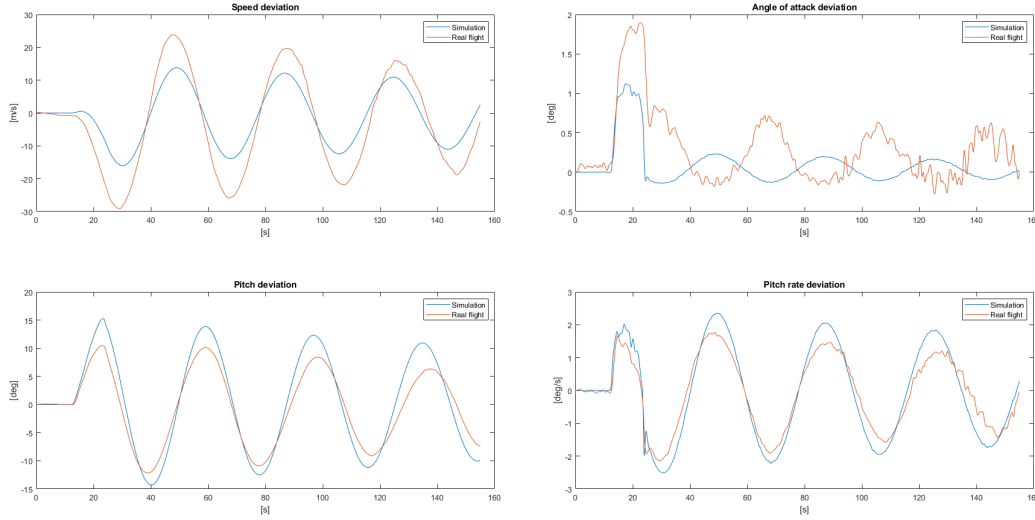 Speed deviation
30
20
10
0
-10
-20
-30
[m/s]
0 20 40 60 80 100 120 140 160
[s]
Simulation
Real flight
Angle of attack deviation
2
1.5
1
0.5
0
-0.5
[deg]
0 20 40 60 80 100 120 140 16
[s]
Simulation
Real flight
Pitch deviation
20
15
10
5
0
-5
-10
-15
[deg]
0 20 40 60 80 100 120 140 160
[s]
Simulation
Real flight
Pitch rate deviation
3
2
1
0
-1
-2
-3
[deg/s]
0 20 40 60 80 100 120 140 16
[s]
Simulation
Real flight